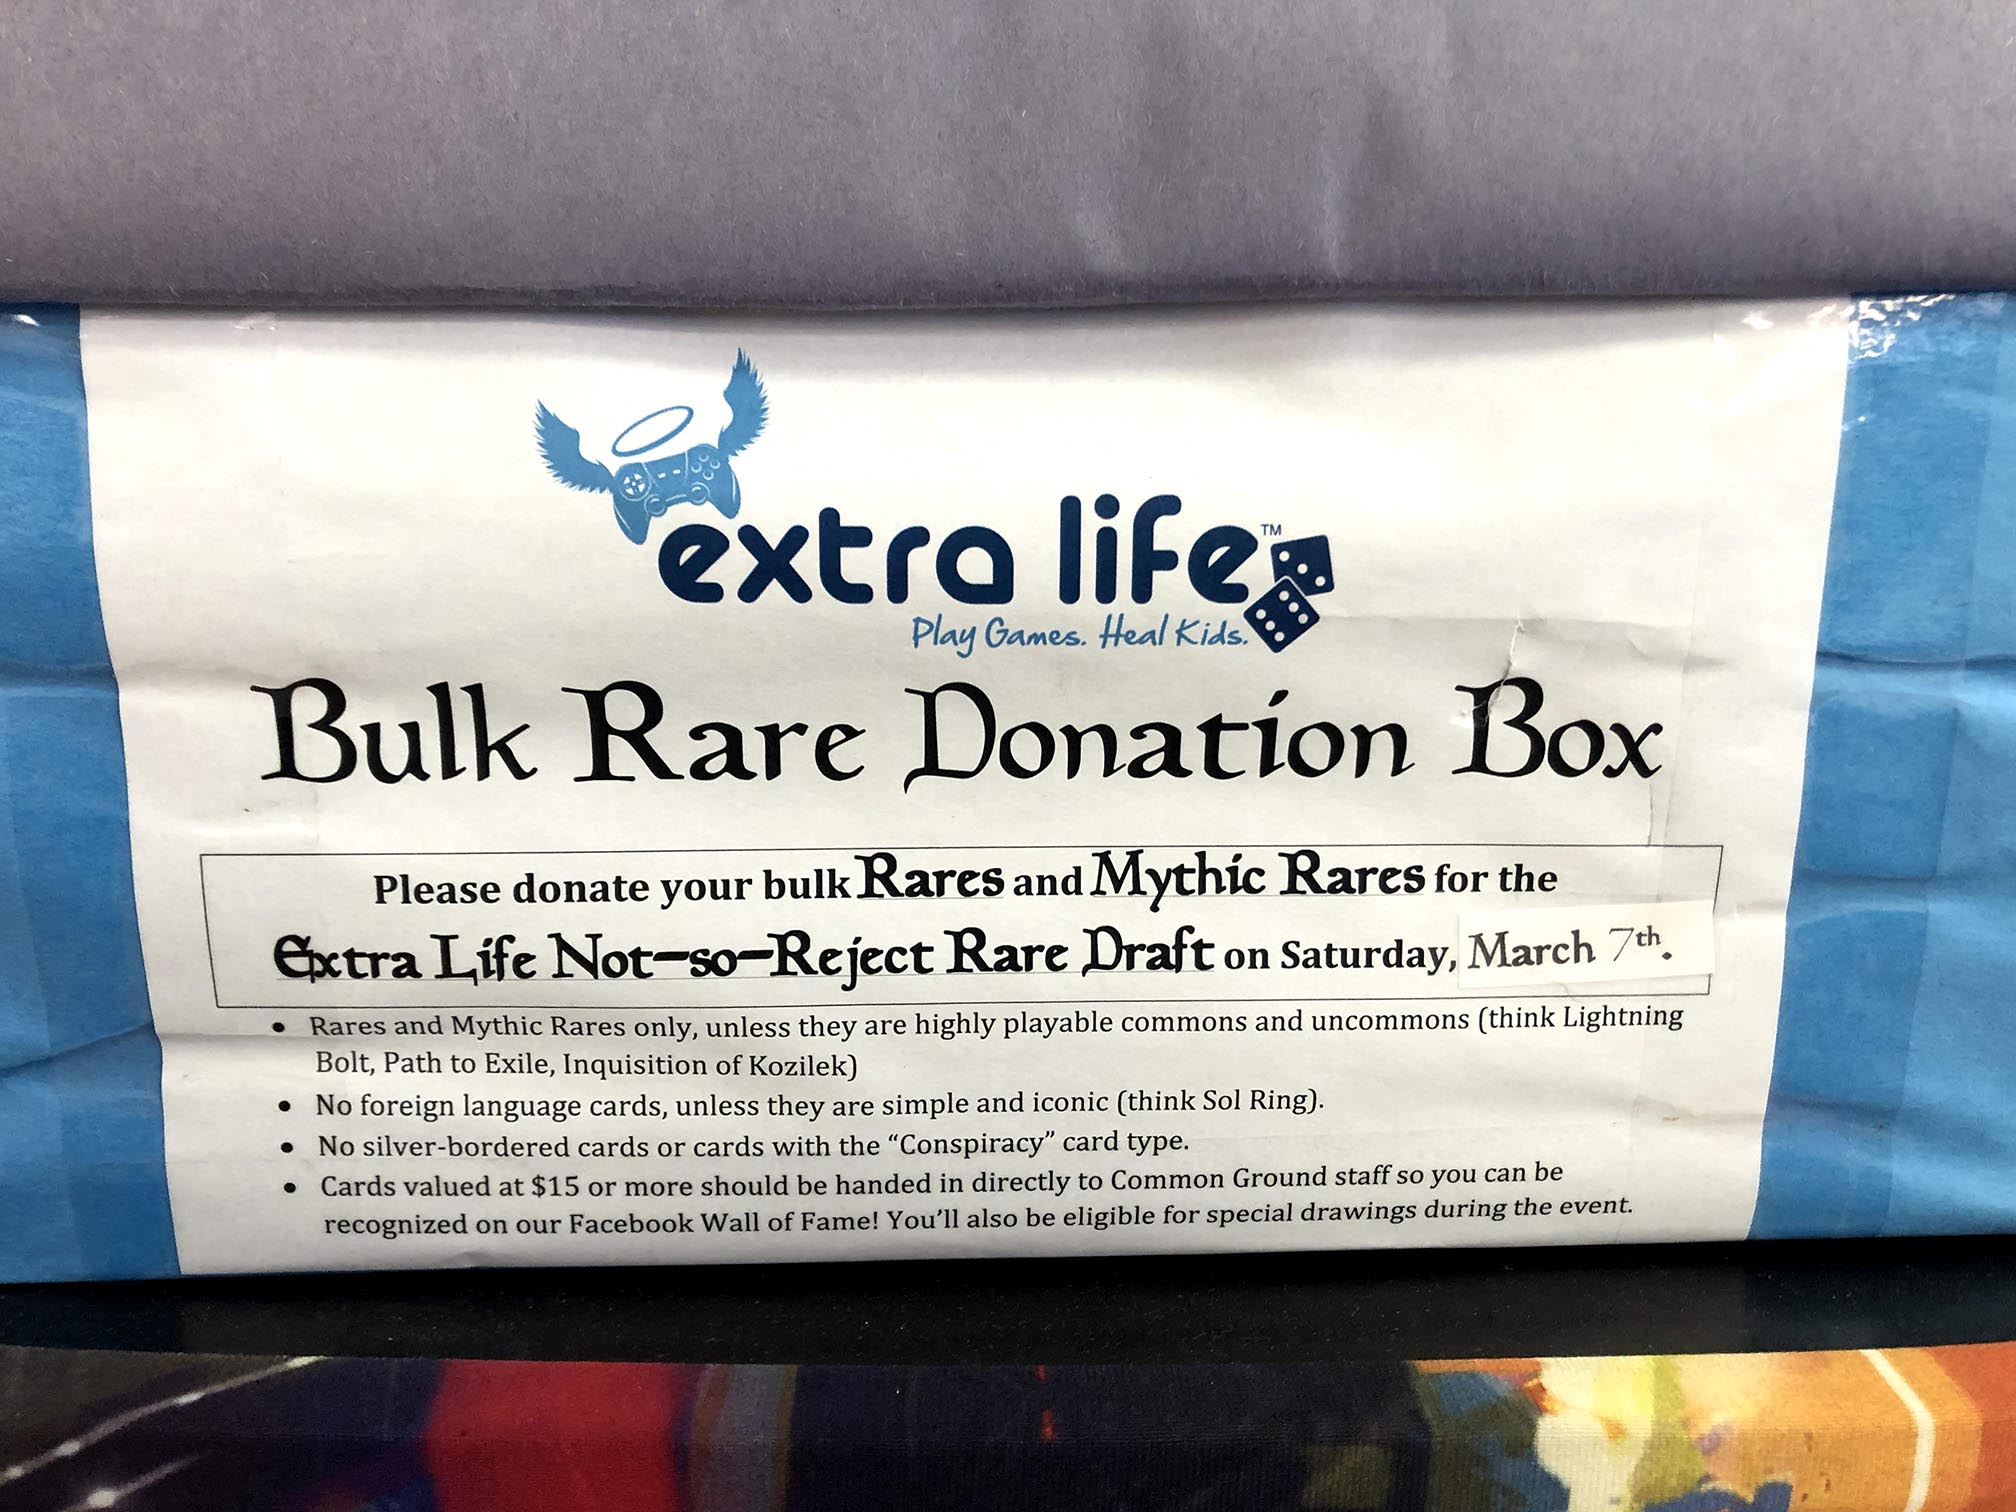 extra life™
Play Games. Heal Kids.
Bulk Rare Donation Box
Please donate your bulk Rares and Mythic Rares for the
Extra Life Not-so-Reject Rare Draft on Saturday, March 7th.
• Rares and Mythic Rares only, unless they are highly playable commons and uncommons (think Lightning
Bolt, Path to Exile, Inquisition of Kozilek)
• No foreign language cards, unless they are simple and iconic (think Sol Ring).
• No silver-bordered cards or cards with the “Conspiracy” card type.
• Cards valued at $15 or more should be handed in directly to Common Ground staff so you can be
recognized on our Facebook Wall of Fame! You’ll also be eligible for special drawings during the event.